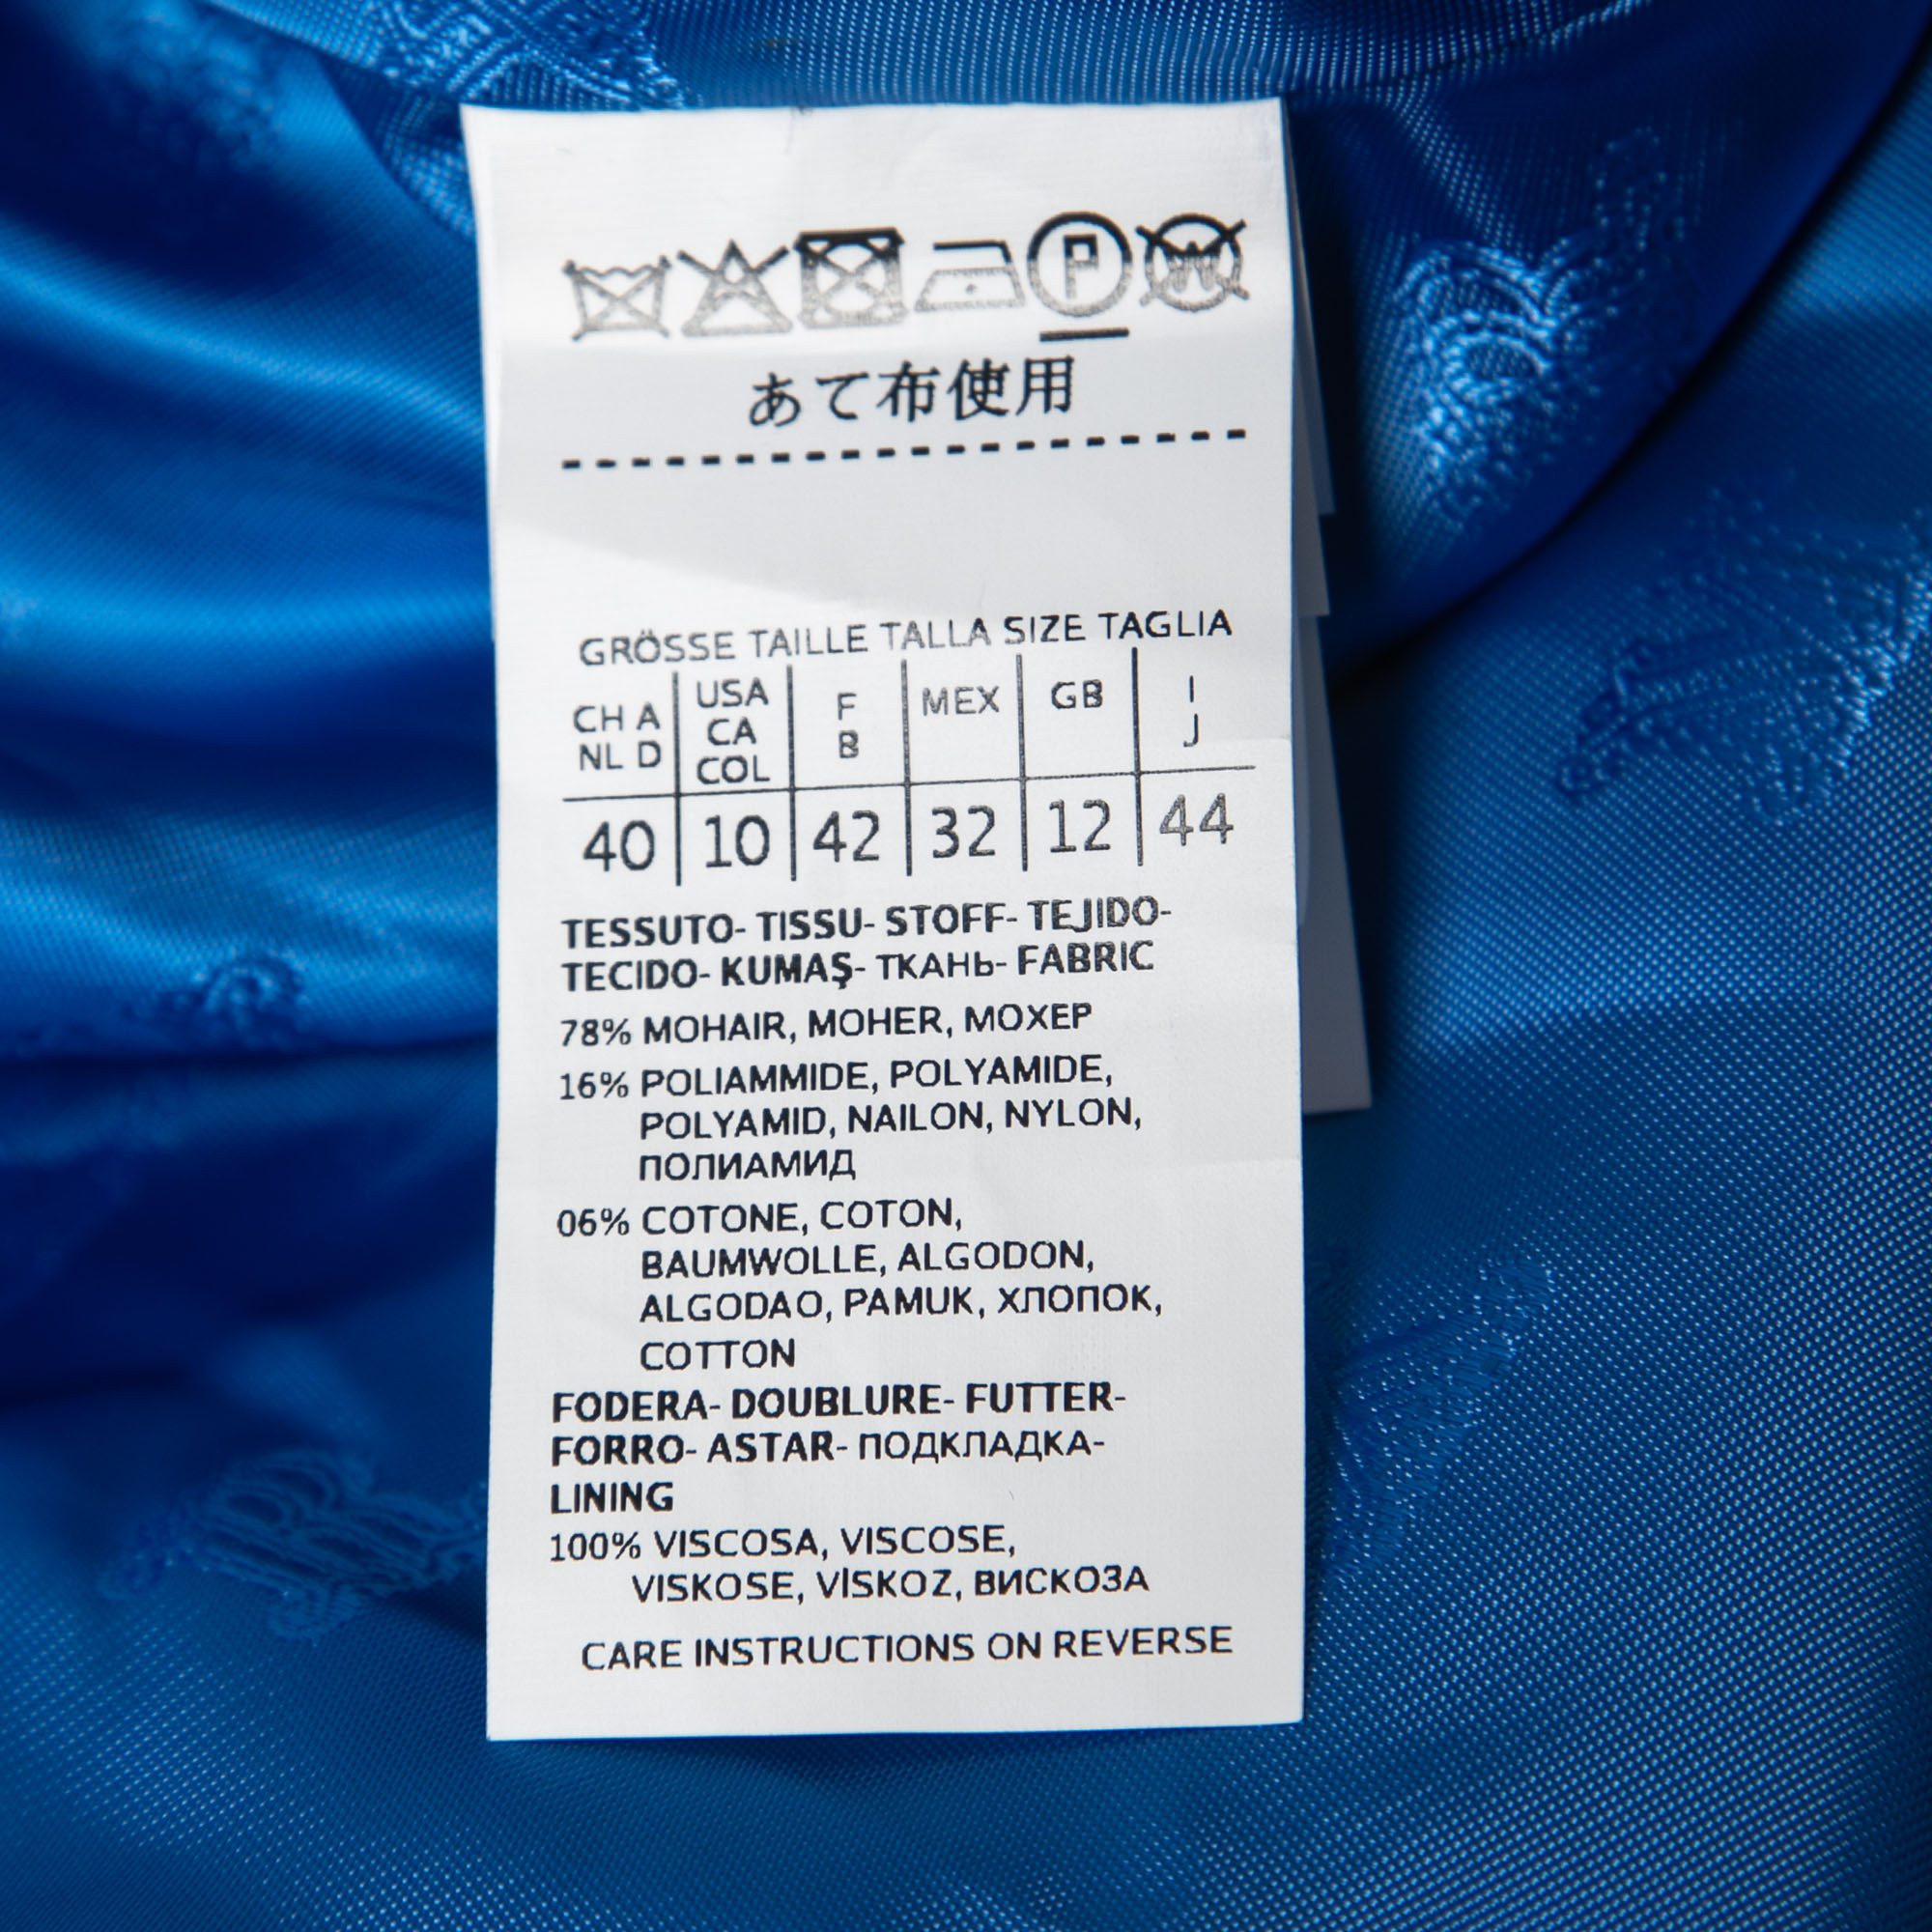 P W
あて布使用
GRÖSSE TAILLE TALLA SIZE TAGLIA
CH A NL D | USA CA COL | F B | MEX | GB | I J
40 | 10 | 42 | 32 | 12 | 44
TESSUTO- TISSU- STOFF- TEJIDO-
TECIDO- KUMAŞ- ТКАНЬ- FABRIC
78% MOHAIR, MOHER, МОХЕР
16% POLIAMMIDE, POLYAMIDE,
POLYAMID, NAILON, NYLON,
ПОЛИАМИД
06% COTONE, COTON,
BAUMWOLLE, ALGODON,
ALGODAO, PAMUK, ХЛОПОК,
COTTON
FODERA- DOUBLURE- FUTTER-
FORRO- ASTAR- ПОДКЛАДКА-
LINING
100% VISCOSA, VISCOSE,
VISKOSE, VISKOZ, ВИСКОЗА
CARE INSTRUCTIONS ON REVERSE